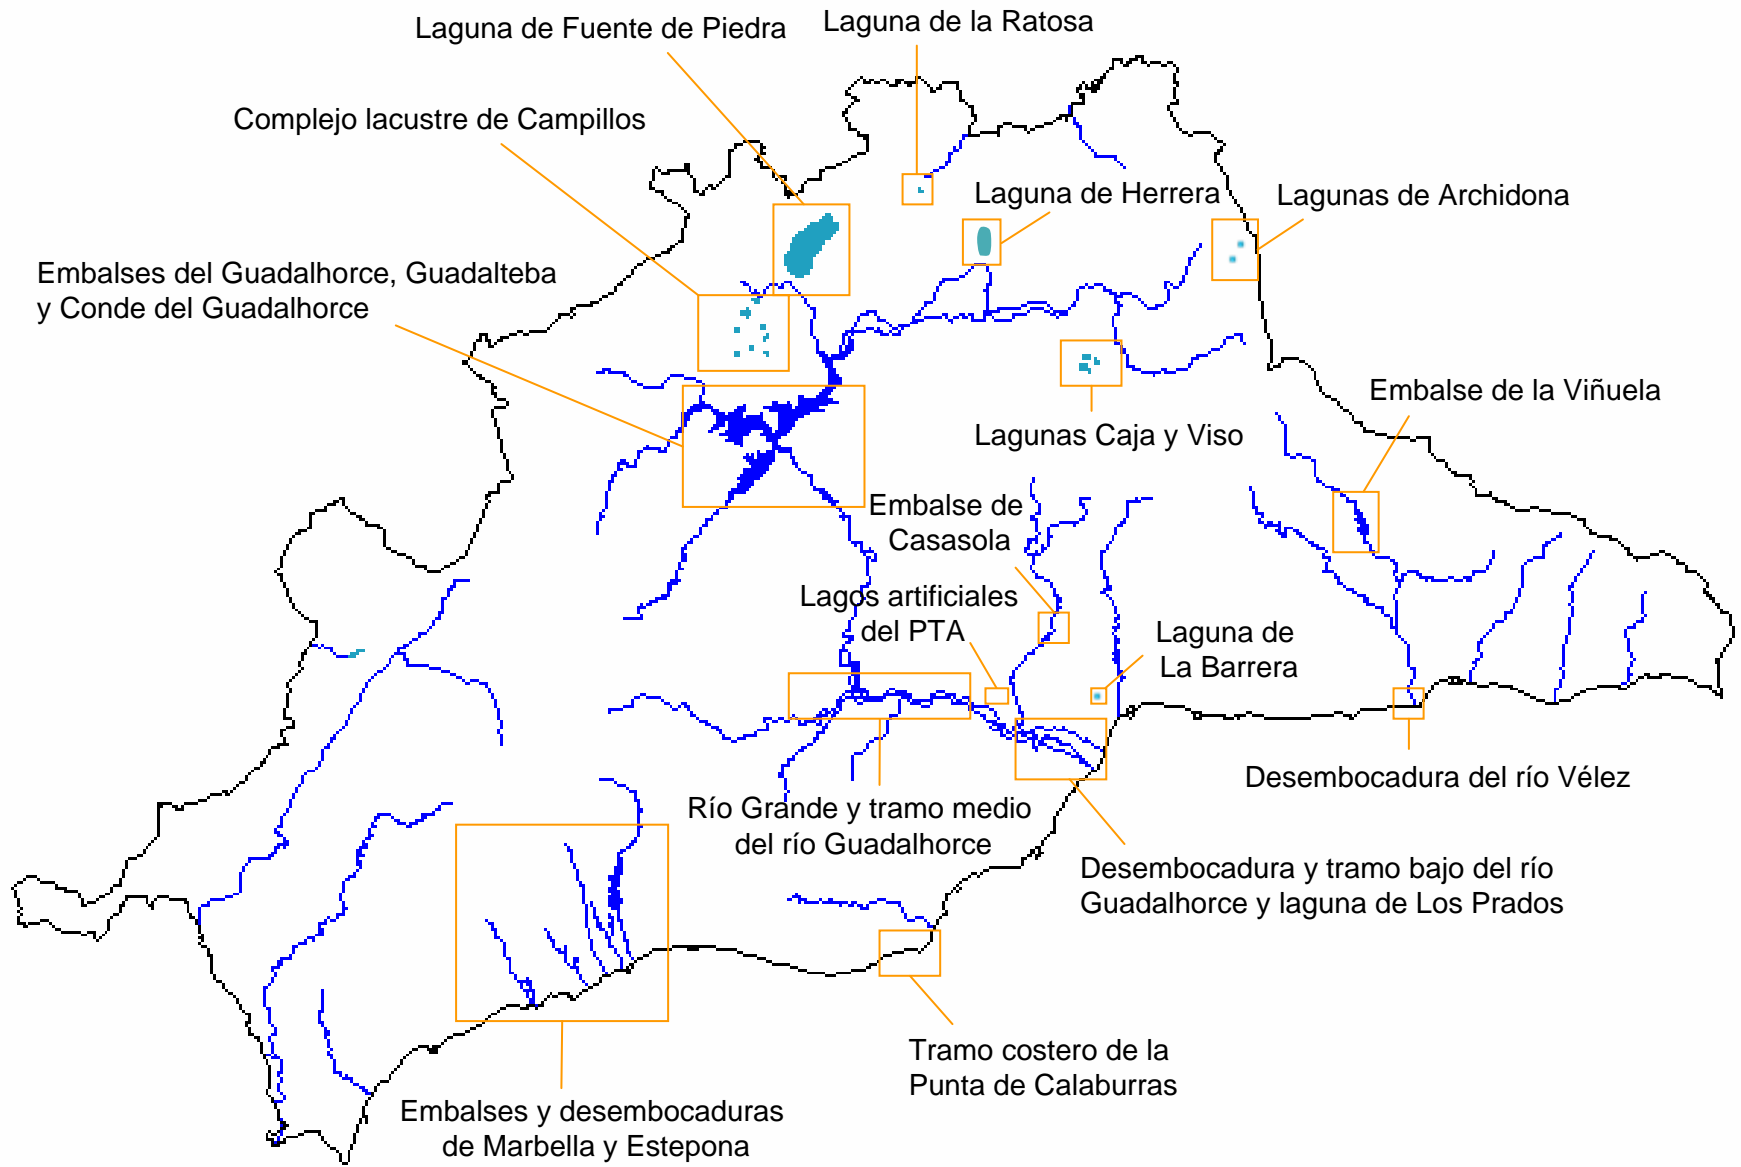 Laguna de Fuente de Piedra
Laguna de la Ratosa
Complejo lacustre de Campillos
Laguna de Herrera
Lagunas de Archidona
Embalses del Guadalhorce, Guadalteba
y Conde del Guadalhorce
Embalse de la Viñuela
Lagunas Caja y Viso
Embalse de
Casasola
Lagos artificiales
del PTA
Laguna de
La Barrera
Desembocadura del río Vélez
Río Grande y tramo medio
del río Guadalhorce
Desembocadura y tramo bajo del río
Guadalhorce y laguna de Los Prados
Tramo costero de la
Punta de Calaburras
Embalses y desembocaduras
de Marbella y Estepona